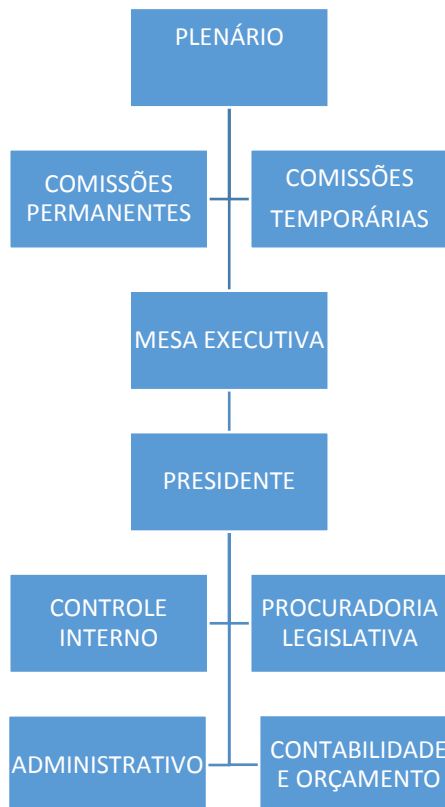 PLENÁRIO
COMISSÕES
PERMANENTES
COMISSÕES
TEMPORÁRIAS
MESA EXECUTIVA
PRESIDENTE
CONTROLE
INTERNO
PROCURADORIA
LEGISLATIVA
ADMINISTRATIVO
CONTABILIDADE
E ORÇAMENTO